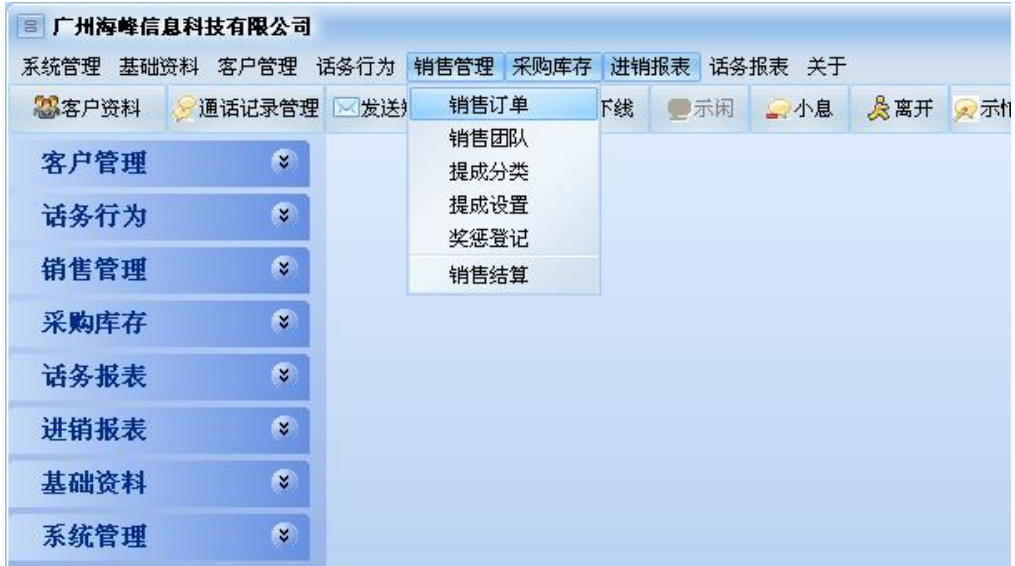 广州海峰信息科技有限公司
系统管理 基础资料 客户管理 话务行为 销售管理 采购库存 进销报表 话务报表 关于
客户资料 通话记录管理 发送 下线 示闲 小息 离开 示忙
销售订单
销售团队
提成分类
提成设置
奖惩登记
销售结算
客户管理
话务行为
销售管理
采购库存
话务报表
进销报表
基础资料
系统管理